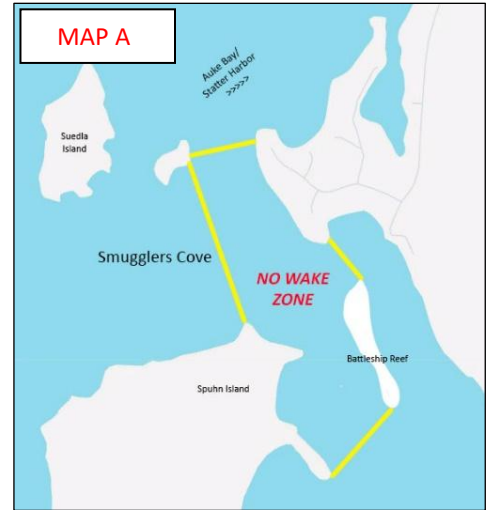 MAP A
Auke Bay/
Statter Harbor
>>>>>
Suedla
Island
Smugglers Cove
NO WAKE
ZONE
Battleship Reef
Spuhn Island